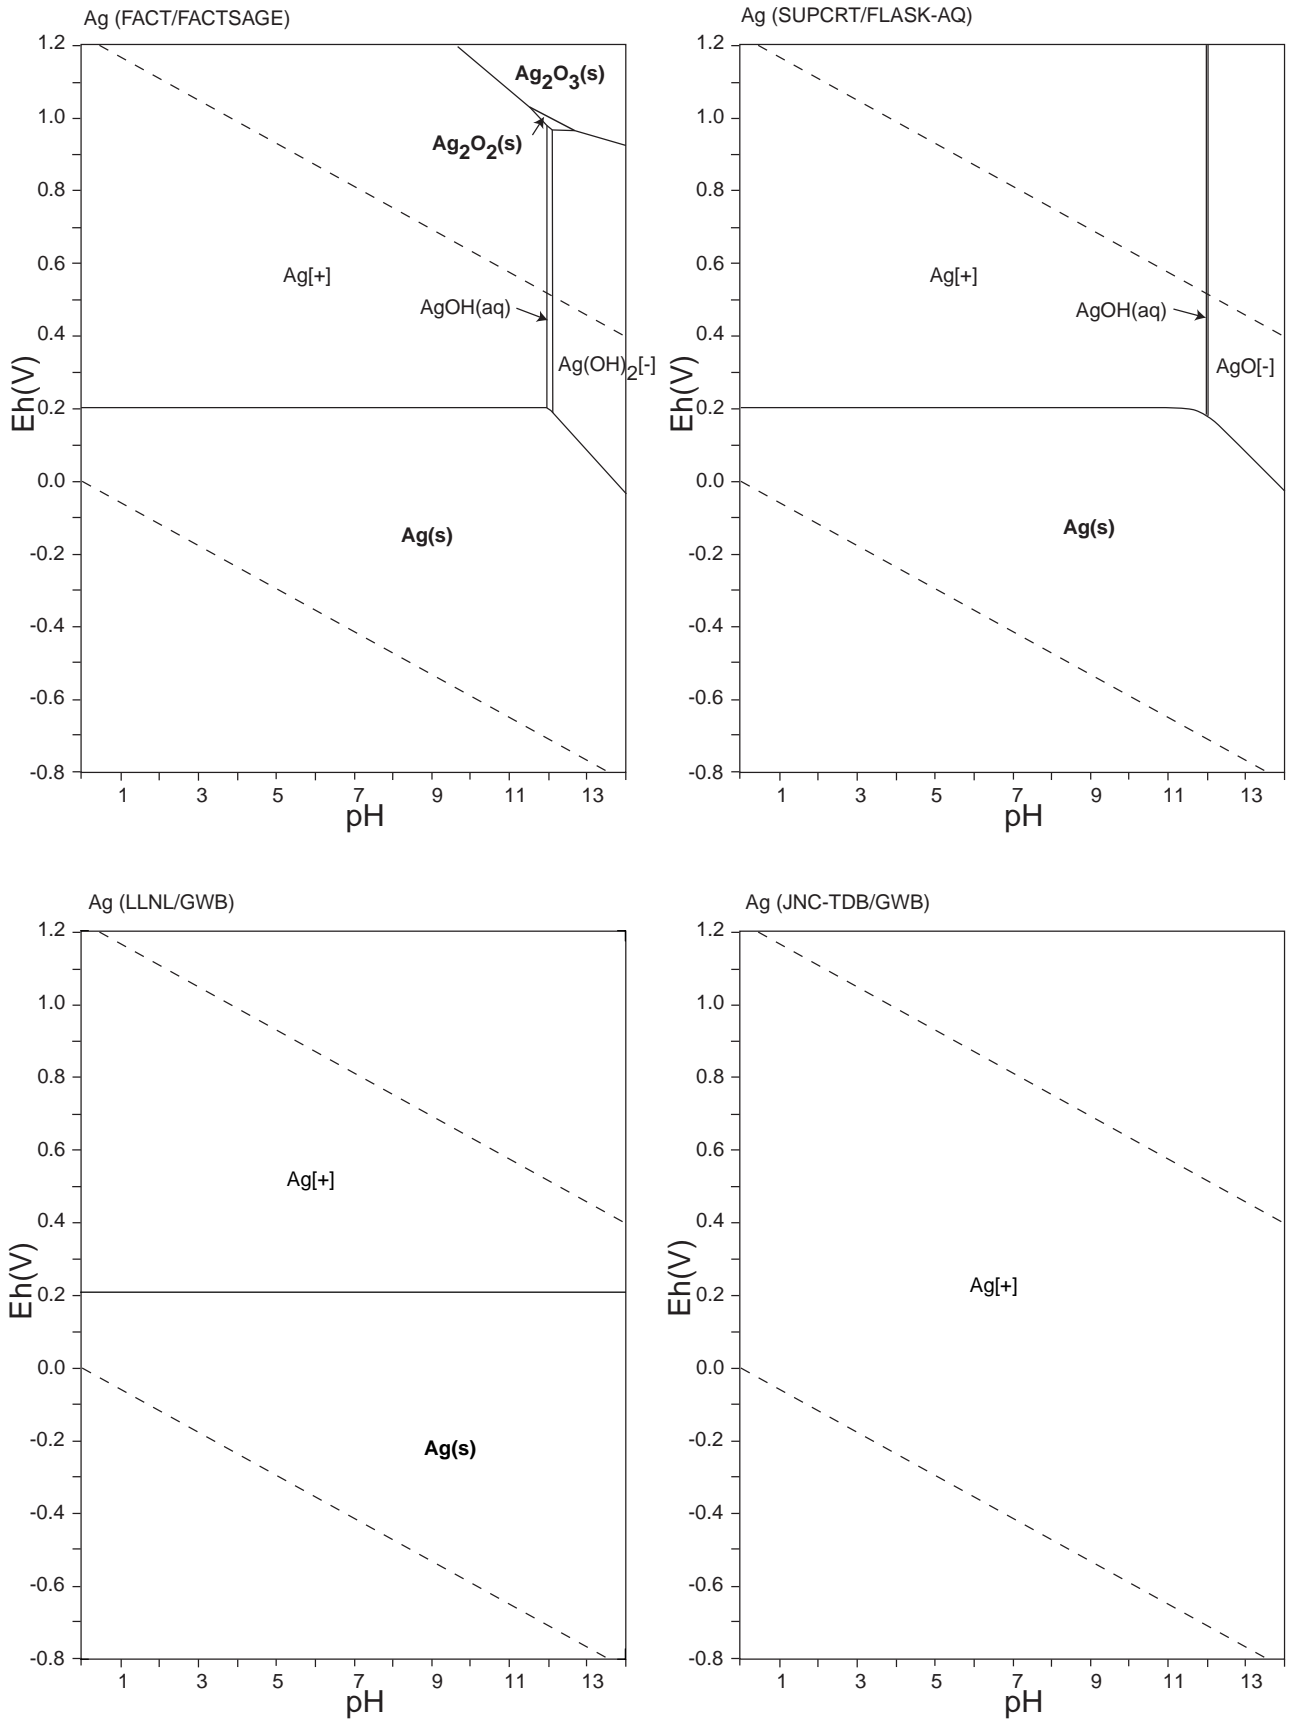 Ag (FACT/FACTSAGE)
1.2
1.0
0.8
0.6
0.4
0.2
0.0
-0.2
-0.4
-0.6
-0.8
Eh(V)
Ag2O3(s)
Ag2O2(s)
Ag[+]
AgOH(aq)
Ag(OH)2[-]
Ag(s)
1 3 5 7 9 11 13
pH
Ag (SUPCRT/FLASK-AQ)
1.2
1.0
0.8
0.6
0.4
0.2
0.0
-0.2
-0.4
-0.6
-0.8
Eh(V)
Ag[+]
AgOH(aq)
AgO[-]
Ag(s)
1 3 5 7 9 11 13
pH
Ag (LLNL/GWB)
1.2
1.0
0.8
0.6
0.4
0.2
0.0
-0.2
-0.4
-0.6
-0.8
Eh(V)
Ag[+]
Ag(s)
1 3 5 7 9 11 13
pH
Ag (JNC-TDB/GWB)
1.2
1.0
0.8
0.6
0.4
0.2
0.0
-0.2
-0.4
-0.6
-0.8
Eh(V)
Ag[+]
1 3 5 7 9 11 13
pH